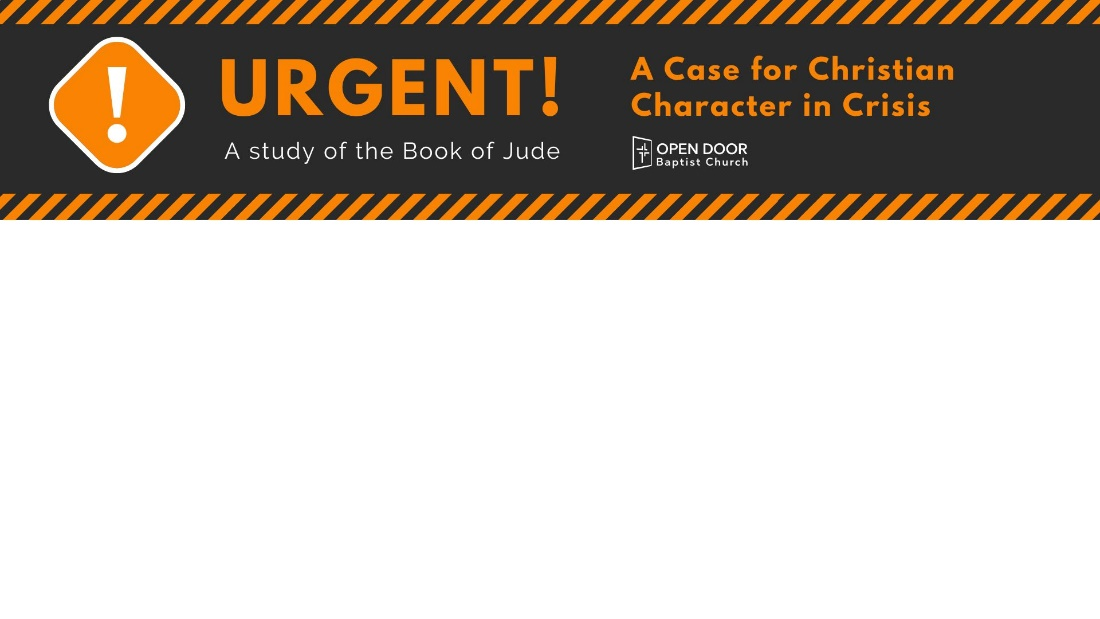 URGENT!
A study of the Book of Jude
A Case for Christian
Character in Crisis
OPEN DOOR
Baptist Church